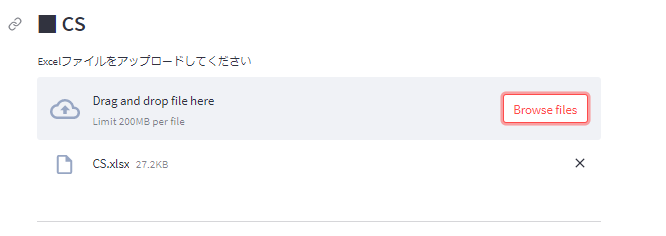 ■ CS
Excelファイルをアップロードしてください
Drag and drop file here
Limit 200MB per file
Browse files
CS.xlsx 27.2KB